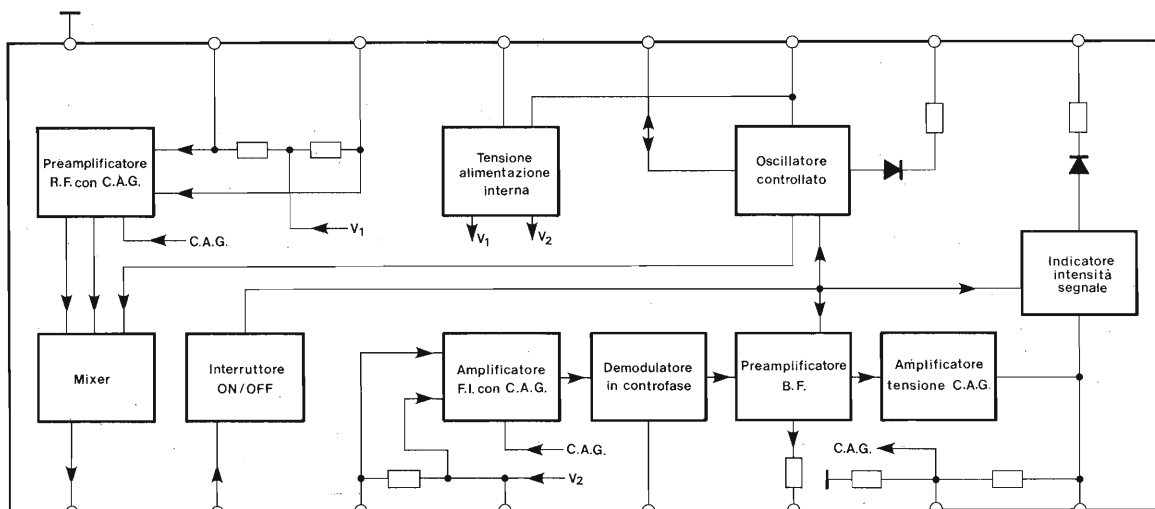 Preamplificatore
R.F. con C.A.G.
V1
C.A.G.
Tensione
alimentazione
interna
V1
V2
Oscillatore
controllato
Indicatore
intensità
segnale
Mixer
Interruttore
ON/OFF
Amplificatore
F.I. con C.A.G.
Demodulatore
in controfase
Preamplificatore
B.F.
Amplificatore
tensione C.A.G.
C.A.G.
V2
C.A.G.